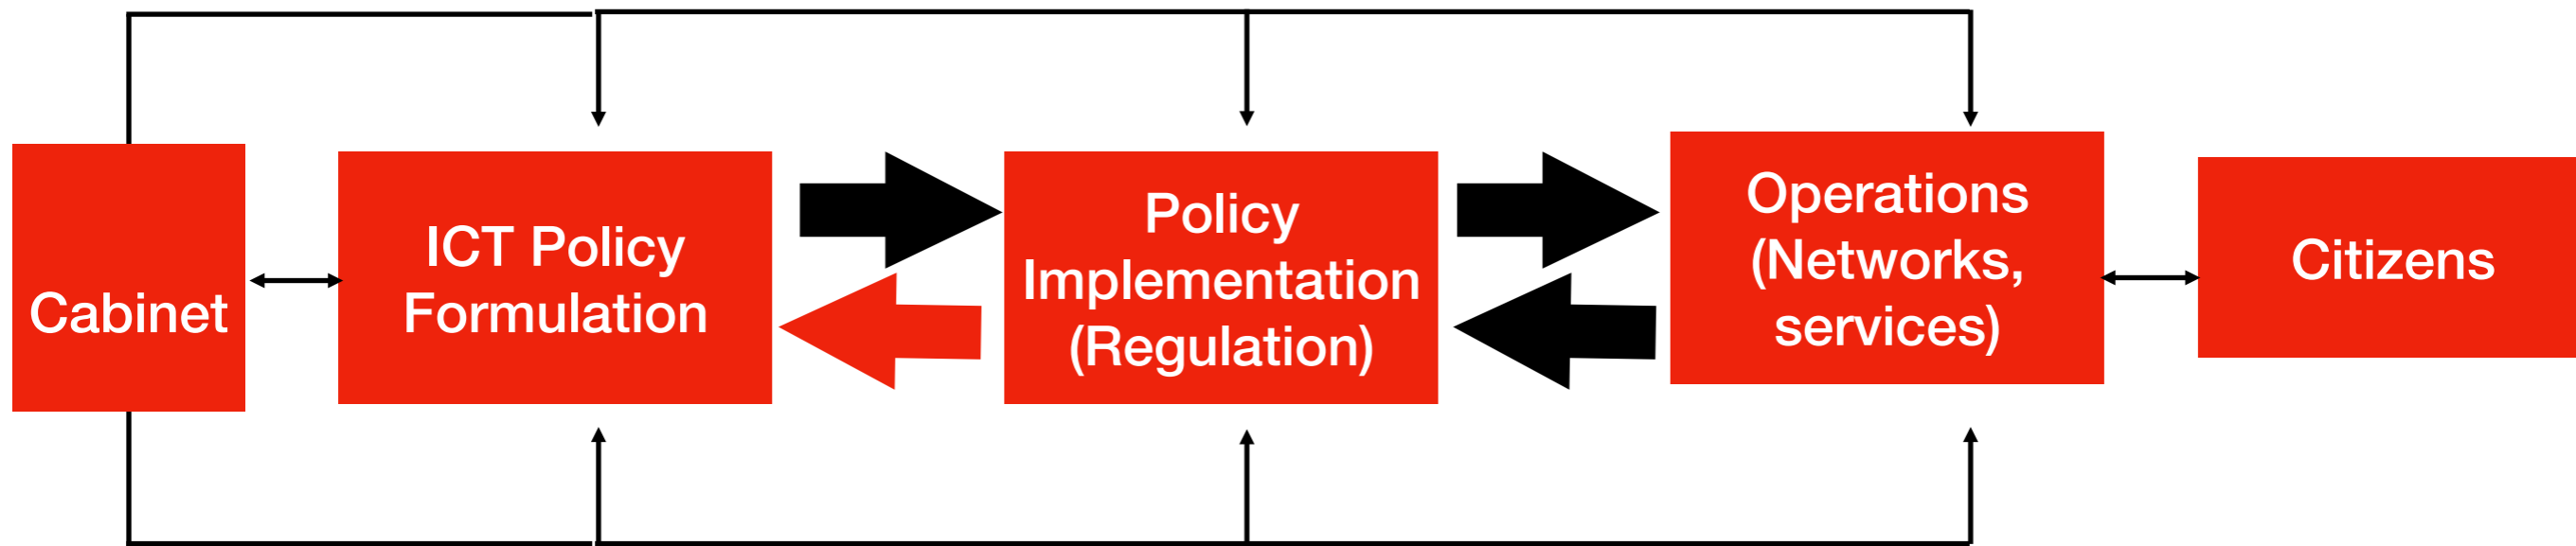 Cabinet
ICT Policy
Formulation
Policy
Implementation
(Regulation)
Operations
(Networks,
services)
Citizens